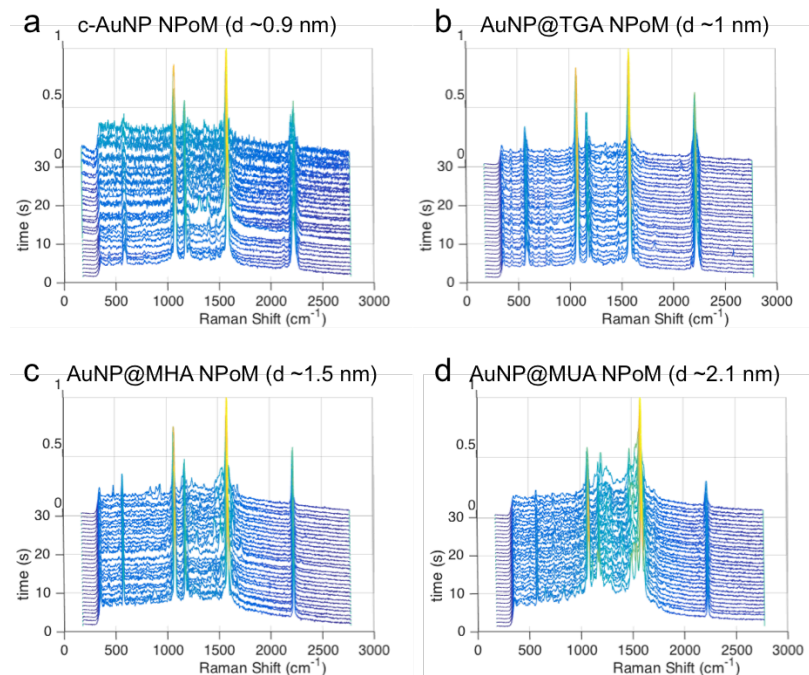 a c-AuNP NPoM (d ~0.9 nm)
1
0.5
0
30
20
10
0
time (s)
0 500 1000 1500 2000 2500 3000
Raman Shift (cm⁻¹)
b AuNP@TGA NPoM (d ~1 nm)
1
0.5
0
30
20
10
0
time (s)
0 500 1000 1500 2000 2500 3000
Raman Shift (cm⁻¹)
c AuNP@MHA NPoM (d ~1.5 nm)
1
0.5
0
30
20
10
0
time (s)
0 500 1000 1500 2000 2500 3000
Raman Shift (cm⁻¹)
d AuNP@MUA NPoM (d ~2.1 nm)
1
0.5
0
30
20
10
0
time (s)
0 500 1000 1500 2000 2500 3000
Raman Shift (cm⁻¹)